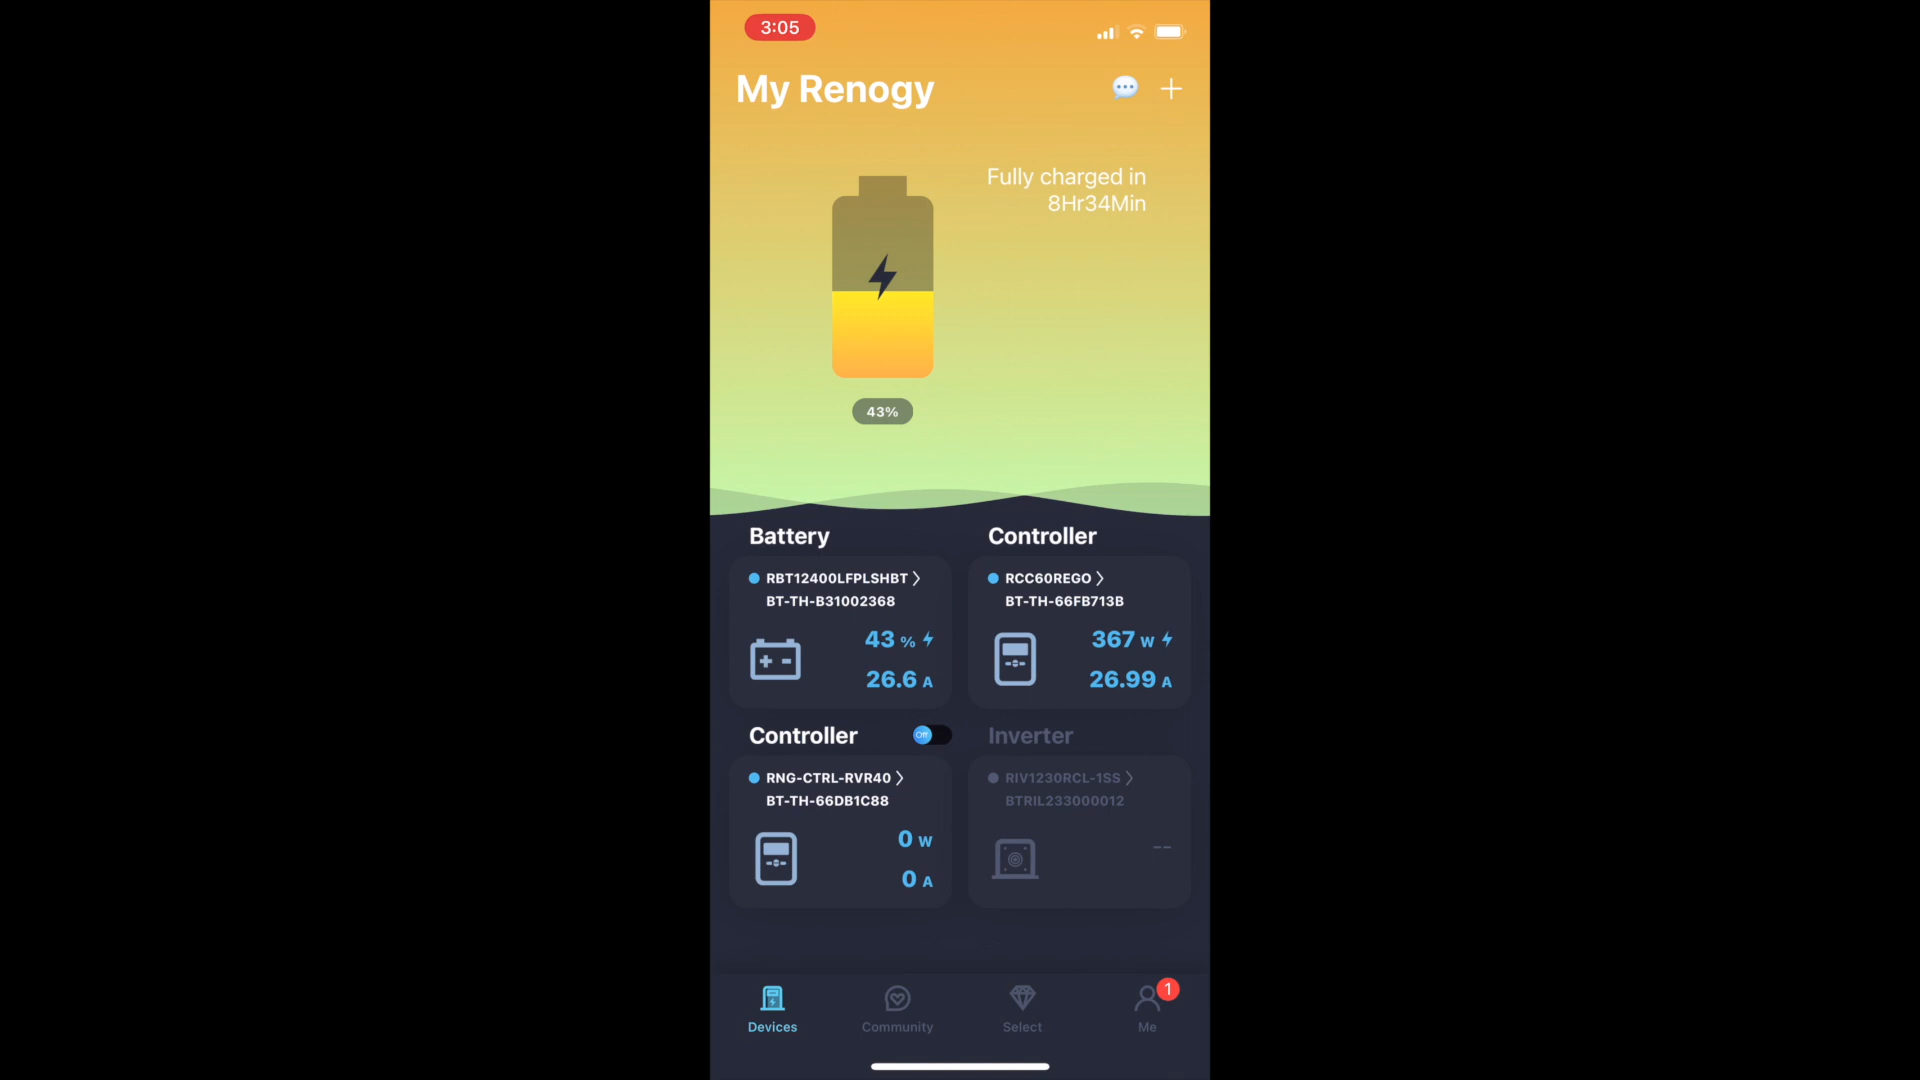 3:05
My Renogy
Fully charged in
8Hr34Min
43%
Battery
RBT12400LFPLSHBT
BT-TH-B31002368
43 %
26.6 A
Controller
RCC60REGO
BT-TH-66FB713B
367 W
26.99 A
Controller
Off
RNG-CTRL-RVR40
BT-TH-66DB1C88
0 W
0 A
Inverter
RIV1230RCL-1SS
BTRIL233000012
--
Devices
Community
Select
1
Me